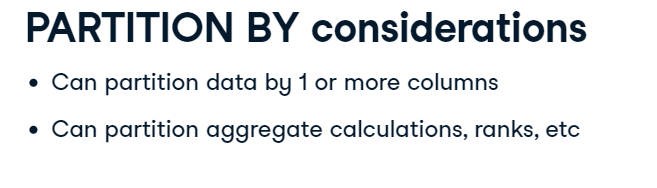 PARTITION BY considerations
• Can partition data by 1 or more columns
• Can partition aggregate calculations, ranks, etc